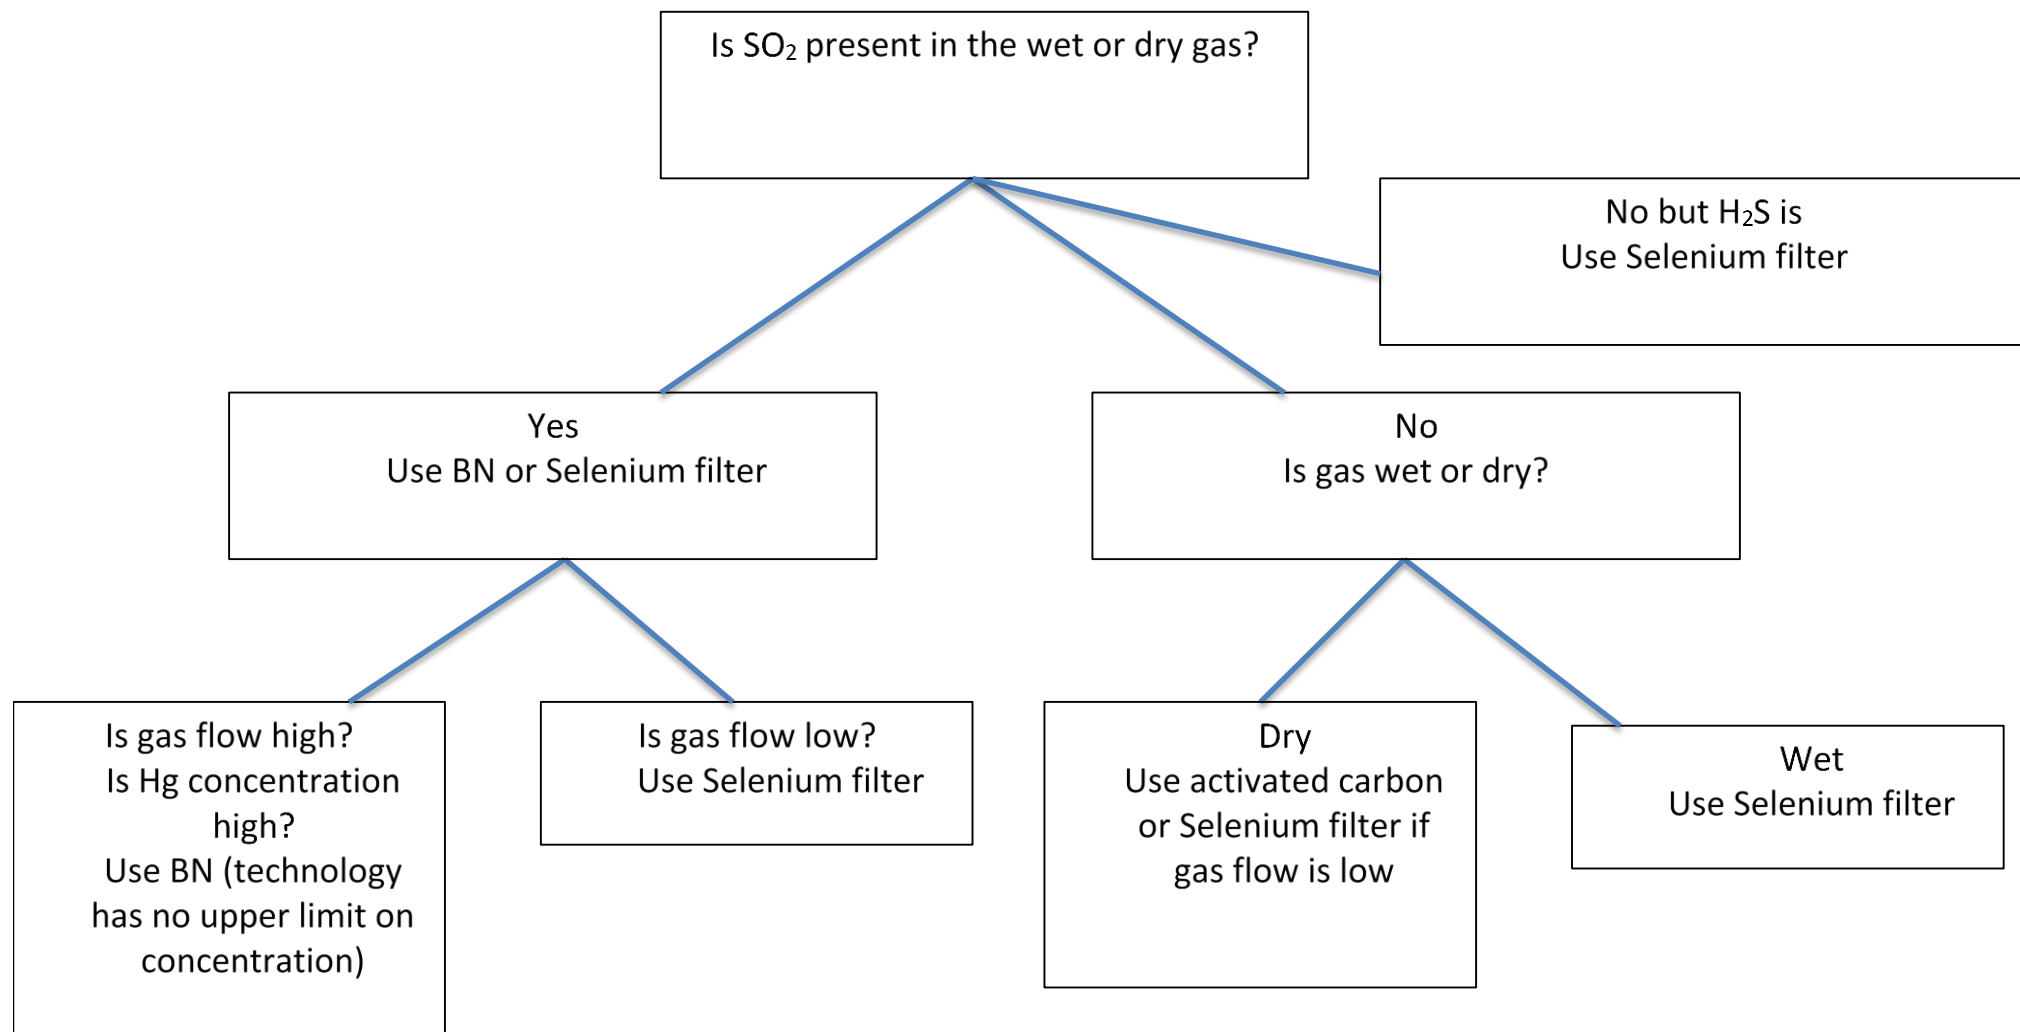 Is SO₂ present in the wet or dry gas?
No but H₂S is
Use Selenium filter
Yes
Use BN or Selenium filter
No
Is gas wet or dry?
Is gas flow high?
Is Hg concentration
high?
Use BN (technology
has no upper limit on
concentration)
Is gas flow low?
Use Selenium filter
Dry
Use activated carbon
or Selenium filter if
gas flow is low
Wet
Use Selenium filter